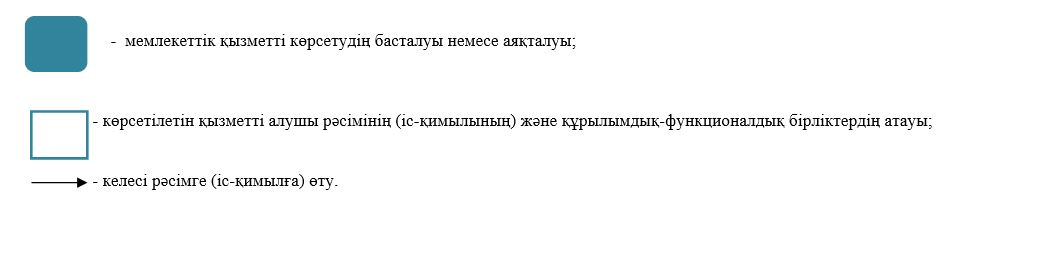 - мемлекеттік қызметті көрсетудің басталуы немесе аяқталуы;
- көрсетілетін қызметті алушы рәсімінің (іс-қимылының) және құрылымдық-функционалдық бірліктердің атауы;
- келесі рәсімге (іс-қимылға) өту.